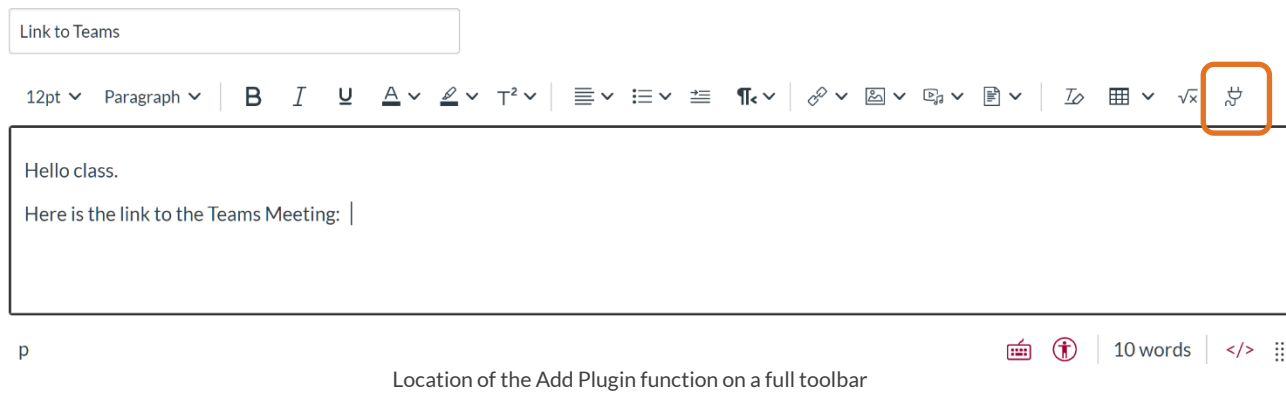 Link to Teams
12pt Paragraph B I U A T² ¶ √x
Hello class.
Here is the link to the Teams Meeting:
p 10 words </>
Location of the Add Plugin function on a full toolbar